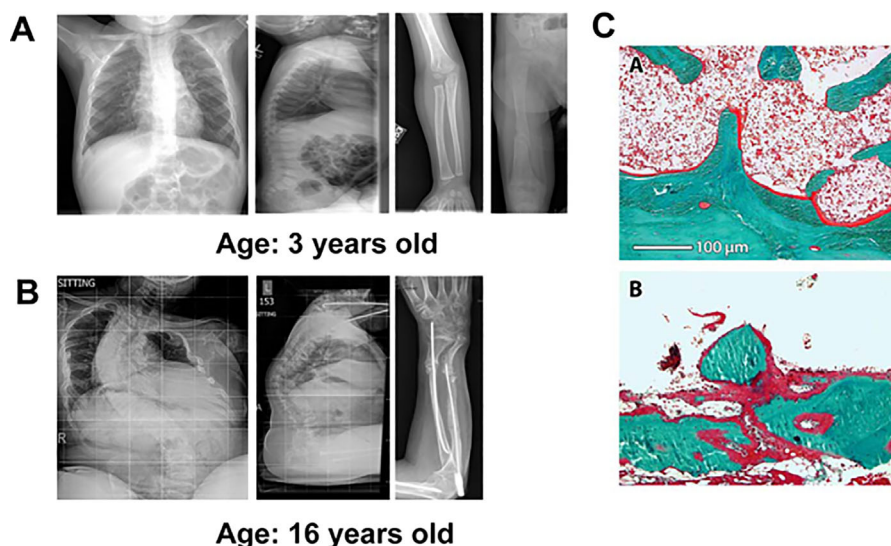 A
Age: 3 years old
B
SITTING
R
L
153
SITTING
A
Age: 16 years old
C
A
100 µm
B